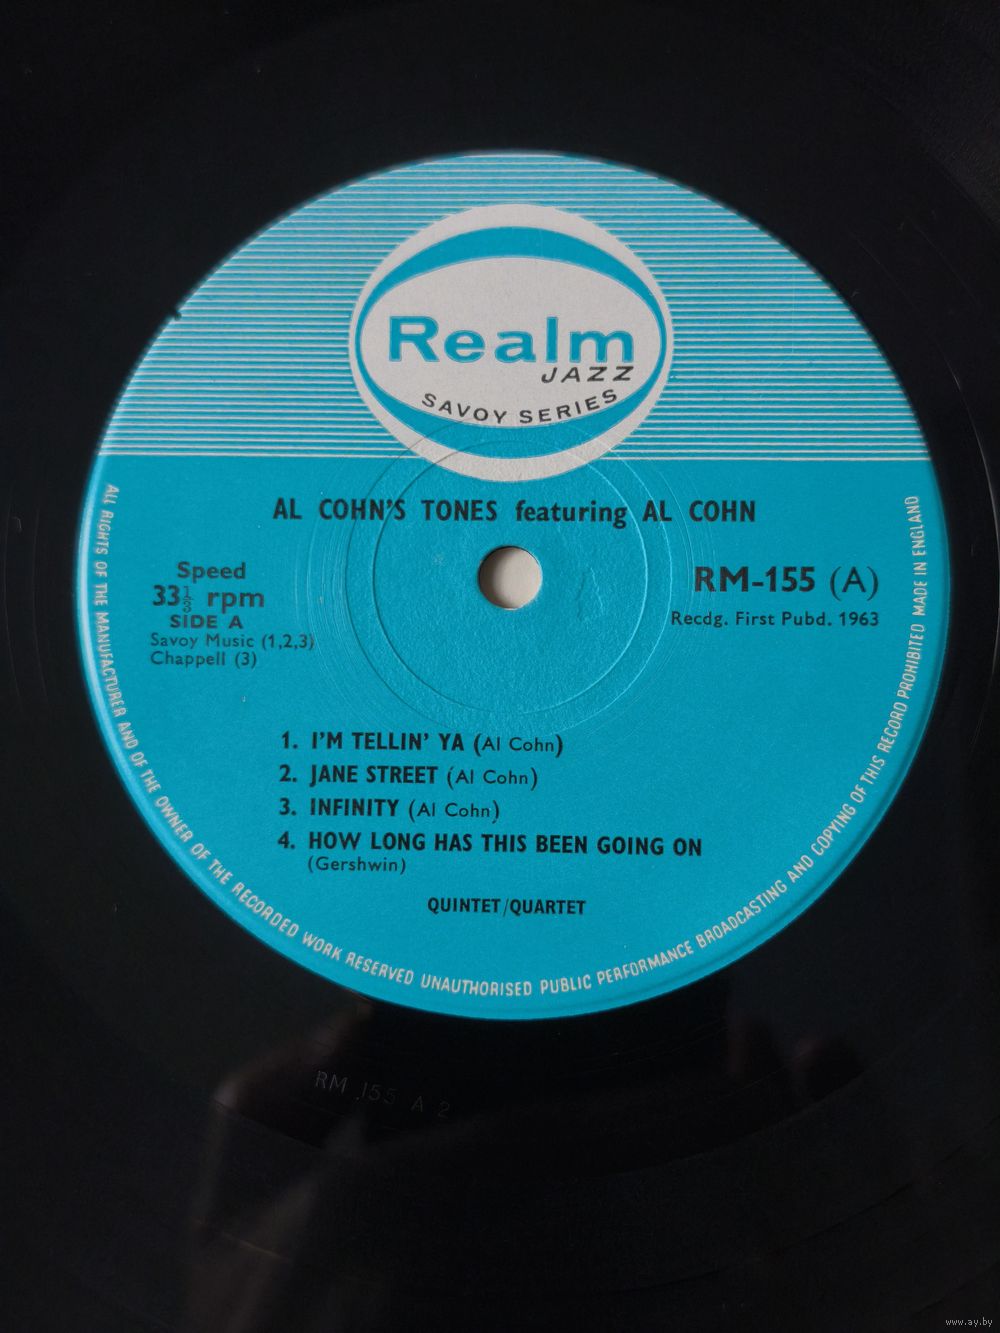 Realm
JAZZ
SAVOY SERIES
AL COHN'S TONES featuring AL COHN
Speed
33⅓ rpm
SIDE A
Savoy Music (1,2,3)
Chappell (3)
RM-155 (A)
Recdg. First Pubd. 1963
1. I'M TELLIN' YA (Al Cohn)
2. JANE STREET (Al Cohn)
3. INFINITY (Al Cohn)
4. HOW LONG HAS THIS BEEN GOING ON
(Gershwin)
QUINTET/QUARTET
ALL RIGHTS OF THE MANUFACTURER AND OF THE OWNER OF THE RECORDED WORK RESERVED UNAUTHORISED PUBLIC PERFORMANCE BROADCASTING AND COPYING OF THIS RECORD PROHIBITED MADE IN ENGLAND
RM 155 A 2
www.ay.by